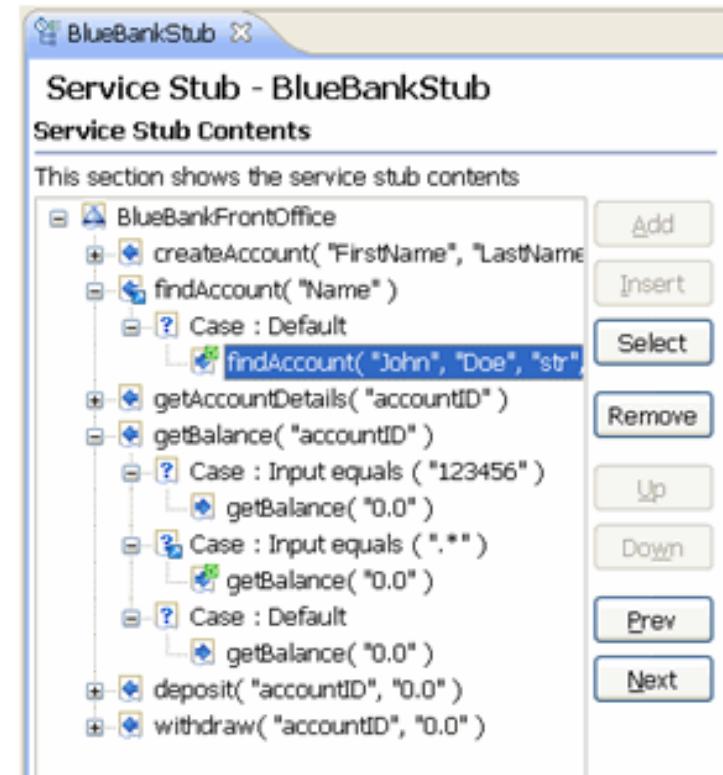 BlueBankStub
Service Stub - BlueBankStub
Service Stub Contents
This section shows the service stub contents
BlueBankFrontOffice
createAccount( "FirstName", "LastName
findAccount( "Name" )
Case : Default
findAccount( "John", "Doe", "str",
getAccountDetails( "accountID" )
getBalance( "accountID" )
Case : Input equals ( "123456" )
getBalance( "0.0" )
Case : Input equals ( ".*" )
getBalance( "0.0" )
Case : Default
getBalance( "0.0" )
deposit( "accountID", "0.0" )
withdraw( "accountID", "0.0" )
Add
Insert
Select
Remove
Up
Down
Prev
Next